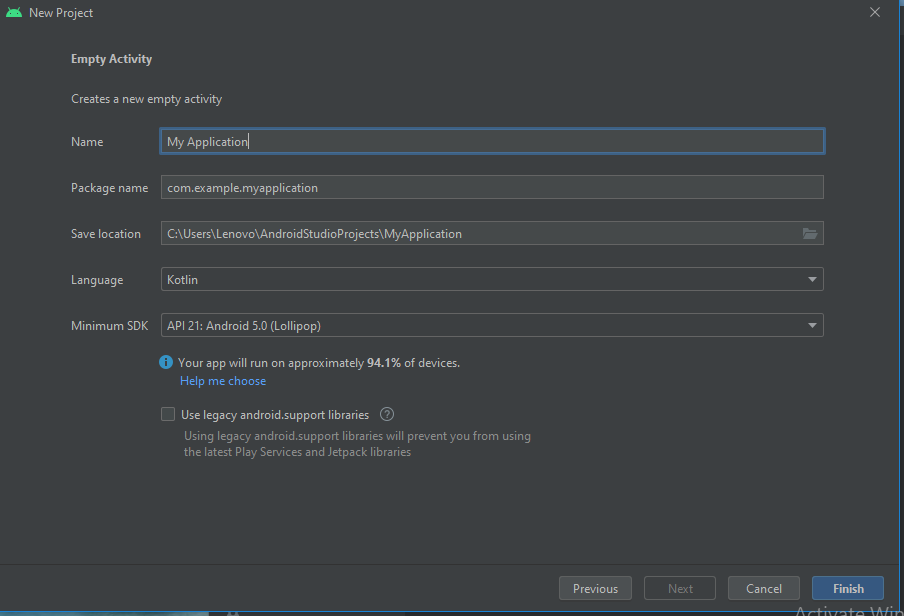 New Project
Empty Activity
Creates a new empty activity
Name
My Application
Package name
com.example.myapplication
Save location
C:\Users\Lenovo\AndroidStudioProjects\MyApplication
Language
Kotlin
Minimum SDK
API 21: Android 5.0 (Lollipop)
Your app will run on approximately 94.1% of devices.
Help me choose
Use legacy android.support libraries
Using legacy android.support libraries will prevent you from using
the latest Play Services and Jetpack libraries
Previous Next Cancel Finish
Activate Win